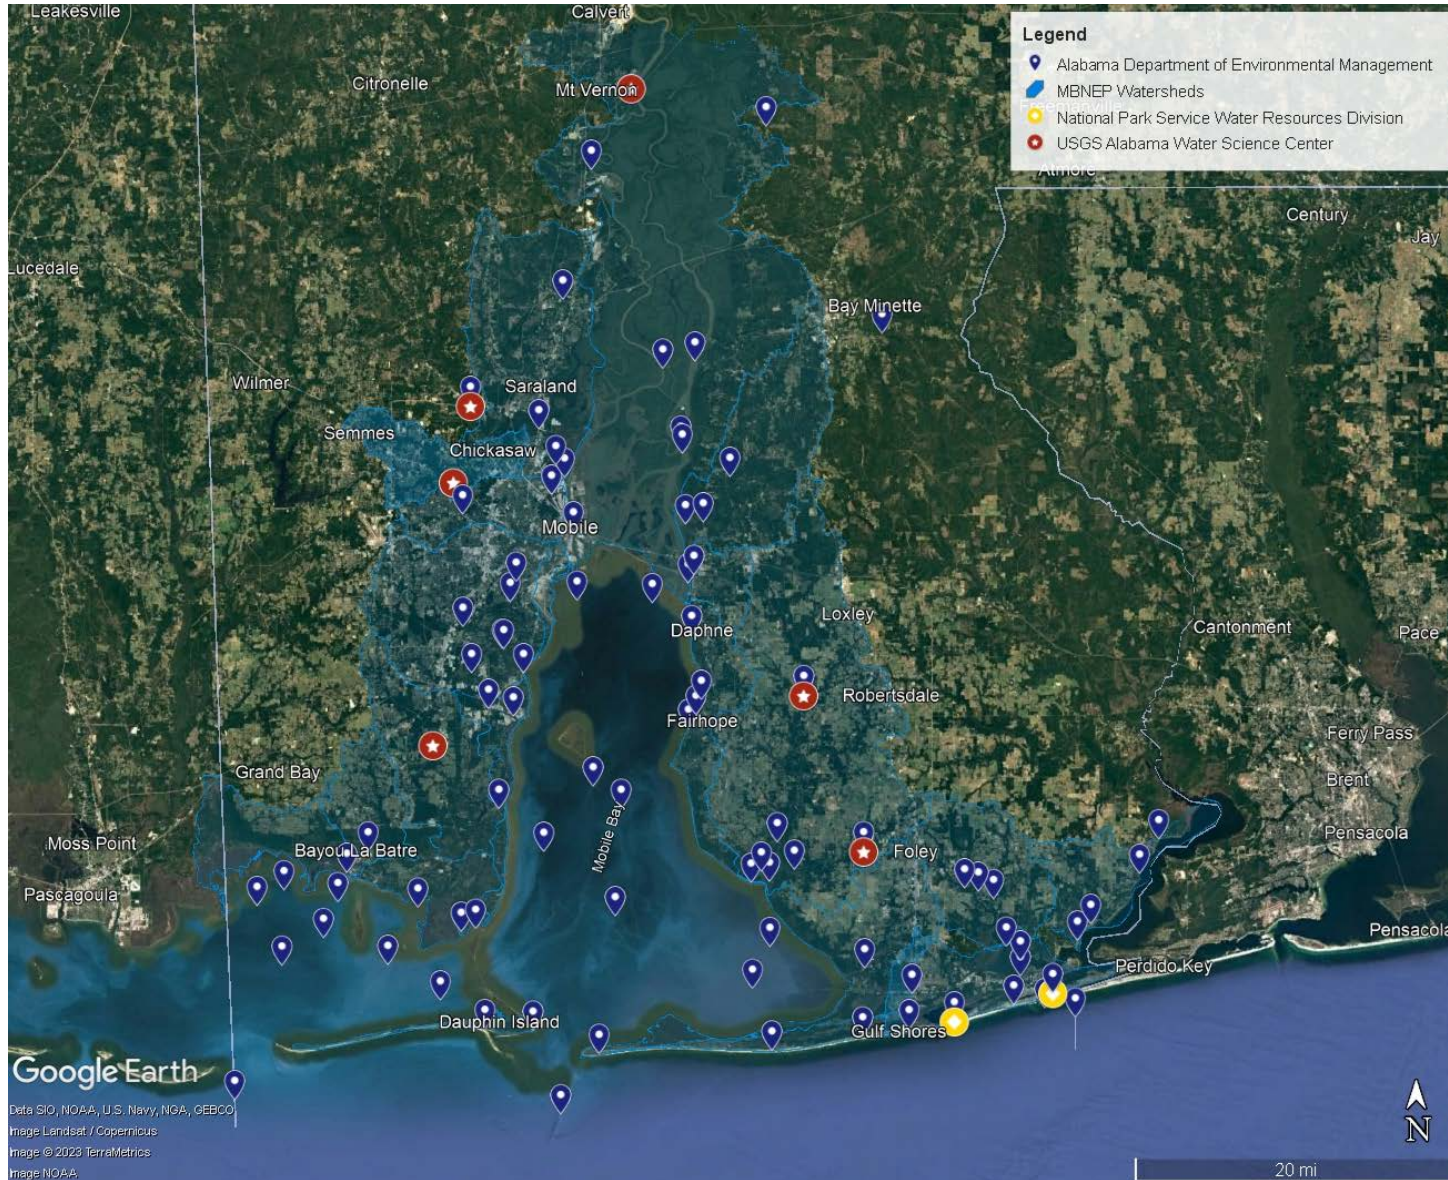 Leakesville
Calvert
Legend
Alabama Department of Environmental Management
MBNEP Watersheds
National Park Service Water Resources Division
USGS Alabama Water Science Center
Citronelle
Mt Vernon
Freemanville
Atmore
Century
Jay
Lucedale
Bay Minette
Wilmer
Saraland
Semmes
Chickasaw
Mobile
Loxley
Daphne
Cantonment
Pace
Robertsdale
Fairhope
Ferry Pass
Grand Bay
Brent
Mobile Bay
Moss Point
Bayou La Batre
Foley
Pensacola
Pascagoula
Pensacola
Perdido Key
Dauphin Island
Gulf Shores
Google Earth
Data SIO, NOAA, U.S. Navy, NGA, GEBCO
Image Landsat / Copernicus
Image © 2023 TerraMetrics
Image NOAA
N
20 mi